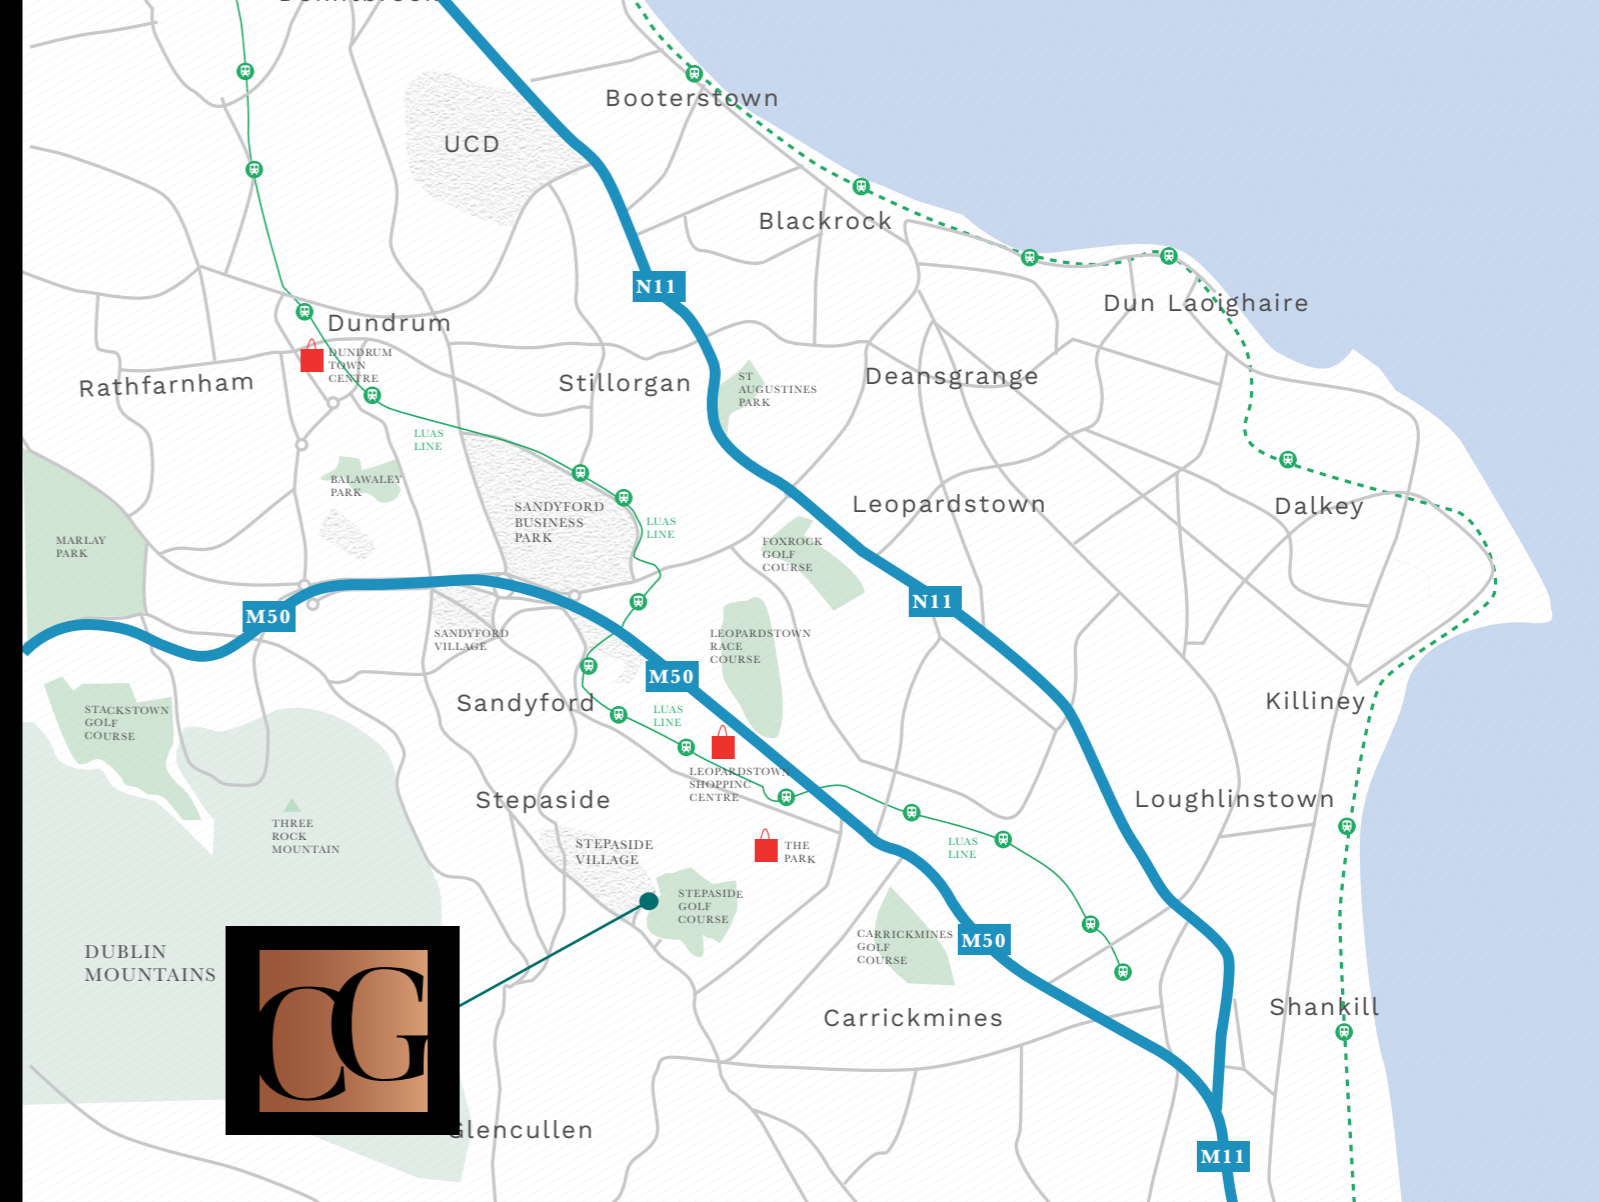 Booterstown
UCD
Blackrock
N11
Dun Laoighaire
Dundrum
DUNDRUM
TOWN
CENTRE
Rathfarnham
Stillorgan
ST
AUGUSTINES
PARK
Deansgrange
LUAS
LINE
BALAWALEY
PARK
SANDYFORD
BUSINESS
PARK
LUAS
LINE
Leopardstown
Dalkey
MARLAY
PARK
FOXROCK
GOLF
COURSE
N11
M50
SANDYFORD
VILLAGE
LEOPARDSTOWN
RACE
COURSE
M50
Sandyford
LUAS
LINE
Killiney
STACKSTOWN
GOLF
COURSE
LEOPARDSTOWN
SHOPPING
CENTRE
Stepaside
Loughlinstown
THREE
ROCK
MOUNTAIN
STEPASIDE
VILLAGE
THE
PARK
LUAS
LINE
STEPASIDE
GOLF
COURSE
CARRICKMINES
GOLF
COURSE
M50
DUBLIN
MOUNTAINS
CG
Carrickmines
Shankill
Glencullen
M11